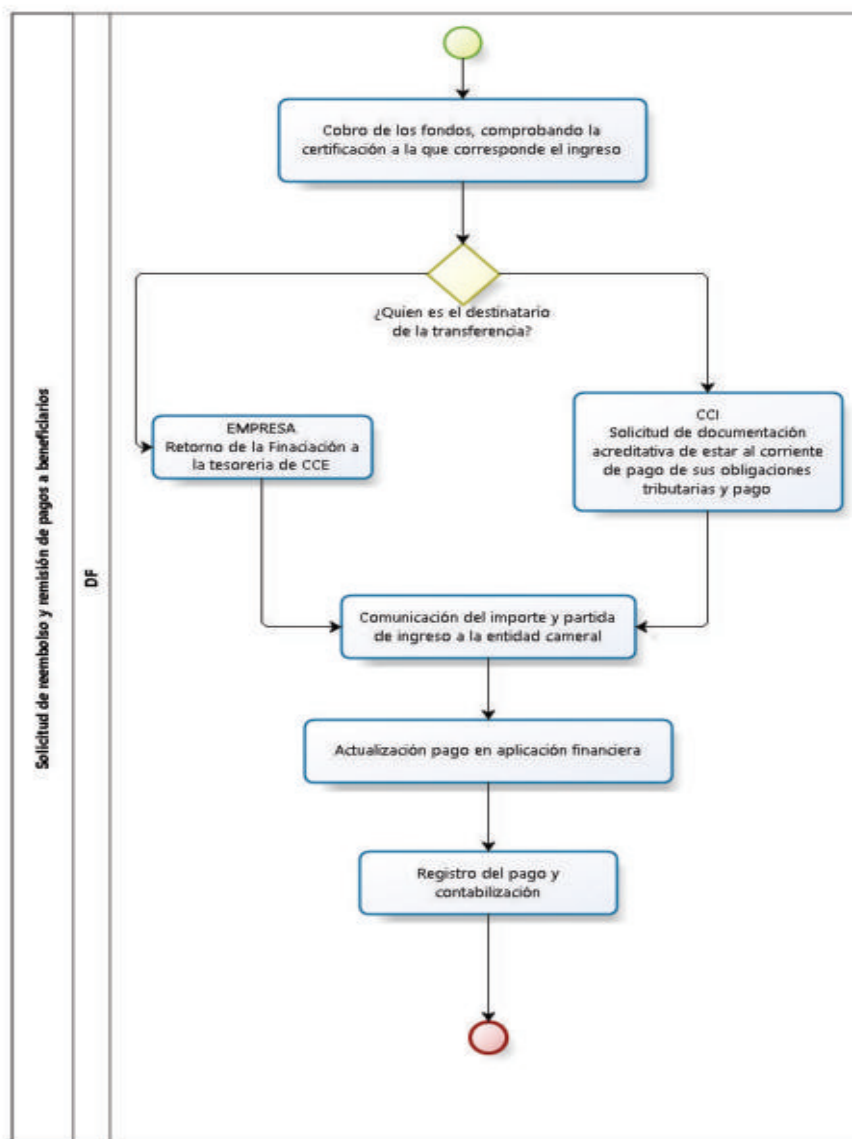 Solicitud de reembolso y remisión de pagos a beneficiarios
DF
Cobro de los fondos, comprobando la
certificación a la que corresponde el ingreso
¿Quien es el destinatario
de la transferencia?
EMPRESA
Retorno de la Finaciación a
la tesoreria de CCE
CCI
Solicitud de documentación
acreditativa de estar al corriente
de pago de sus obligaciones
tributarias y pago
Comunicación del importe y partida
de ingreso a la entidad cameral
Actualización pago en aplicación financiera
Registro del pago y
contabilización